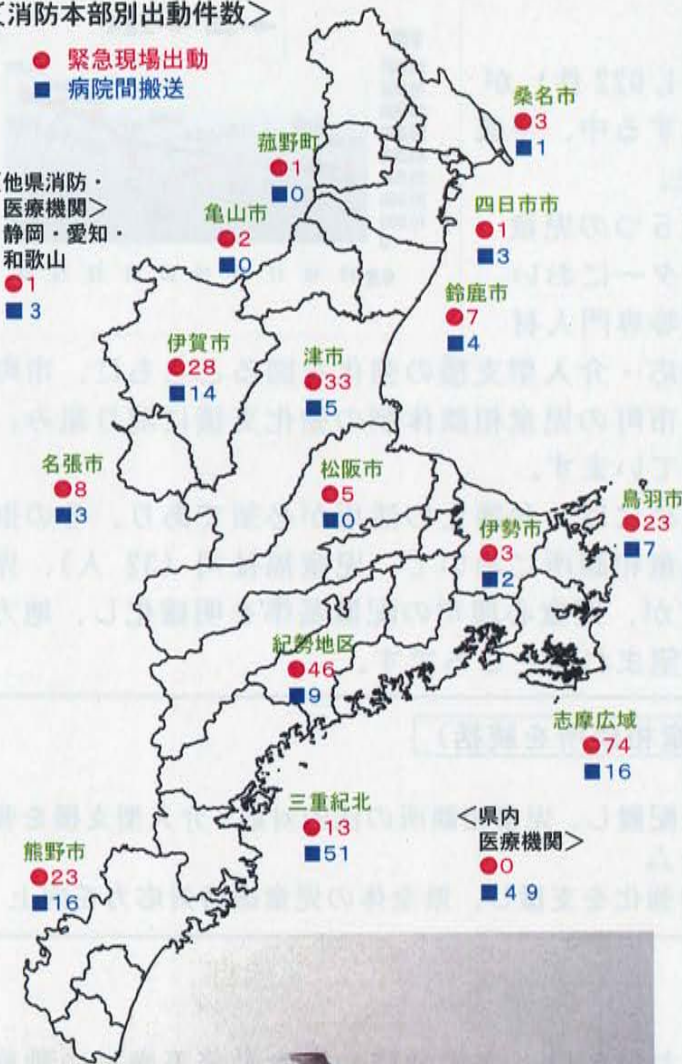 〈消防本部別出動件数〉
● 緊急現場出動
■ 病院間搬送
桑名市
●3
■1
菰野町
●1
■0
〈他県消防・
医療機関〉
静岡・愛知・
和歌山
●1
■3
亀山市
●2
■0
四日市市
●1
■3
鈴鹿市
●7
■4
伊賀市
●28
■14
津市
●33
■5
名張市
●8
■3
松阪市
●5
■0
伊勢市
●3
■2
鳥羽市
●23
■7
紀勢地区
●46
■9
志摩広域
●74
■16
三重紀北
●13
■51
＜県内
医療機関＞
●0
■49
熊野市
●23
■16